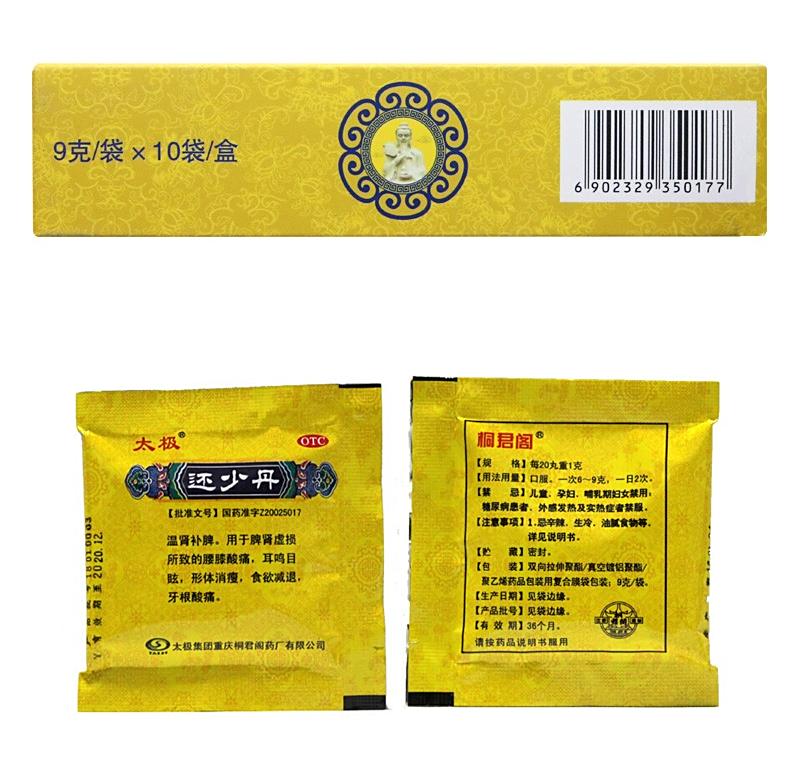 9克/袋×10袋/盒
6 902329 350177
太极®
OTC
还少丹
【批准文号】国药准字Z20025017
温肾补脾。用于脾肾虚损
所致的腰膝酸痛，耳鸣目
眩，形体消瘦，食欲减退，
牙根酸痛。
太极集团重庆桐君阁药厂有限公司
有效期至2020.12.
桐君阁®
【规 格】每20丸重1克
【用法用量】口服。一次6～9克，一日2次。
【禁 忌】儿童、孕妇、哺乳期妇女禁用；
糖尿病患者、外感发热及实热症者禁服。
【注意事项】1.忌辛辣、生冷、油腻食物等。
详见说明书。
【贮 藏】密封。
【包 装】双向拉伸聚酯/真空镀铝聚酯/
聚乙烯药品包装用复合膜袋包装；9克/袋。
【生产日期】见袋边缘。
【产品批号】见袋边缘。
【有 效 期】36个月。
请按药品说明书服用